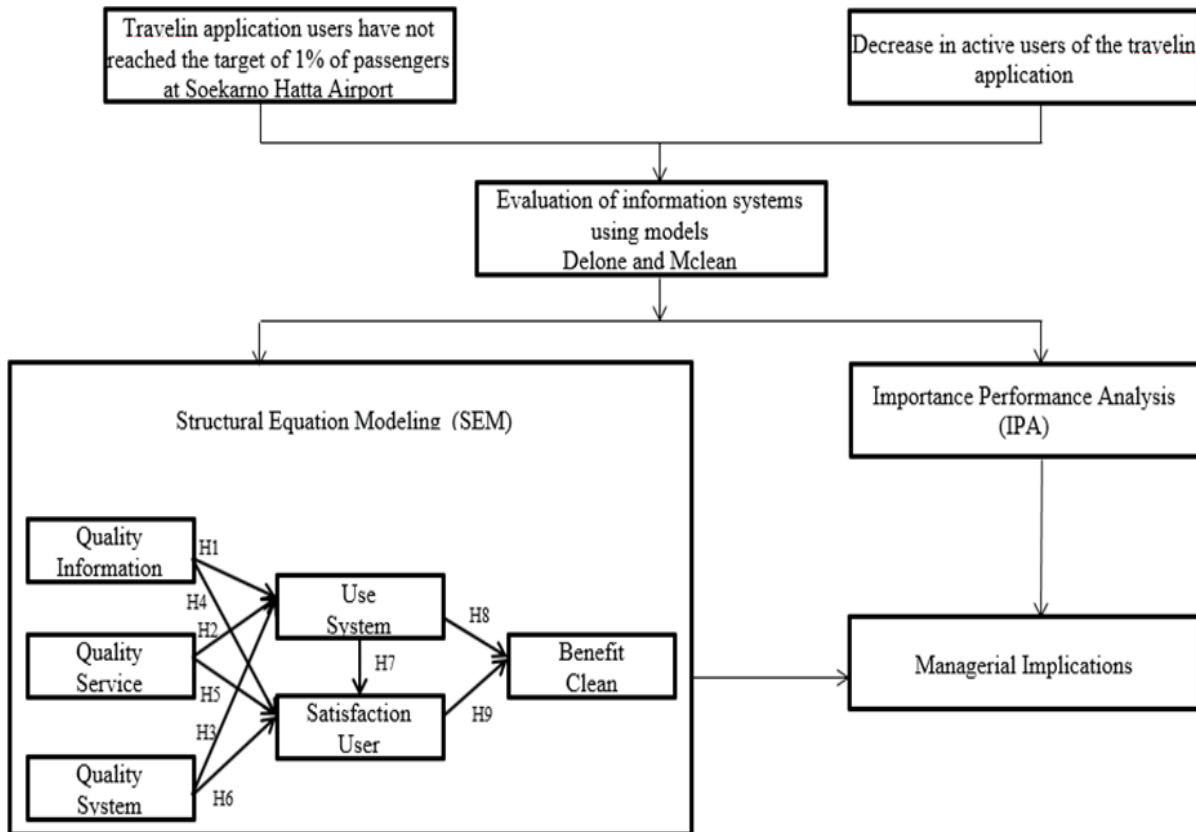 Travelin application users have not
reached the target of 1% of passengers
at Soekarno Hatta Airport
Decrease in active users of the travelin
application
Evaluation of information systems
using models
Delone and Mclean
Structural Equation Modeling (SEM)
Importance Performance Analysis
(IPA)
Quality
Information
H1
H4
Use
System
H8
H2
Quality
Service
H7
Benefit
Clean
Managerial Implications
H5
Satisfaction
User
H9
H3
Quality
System
H6